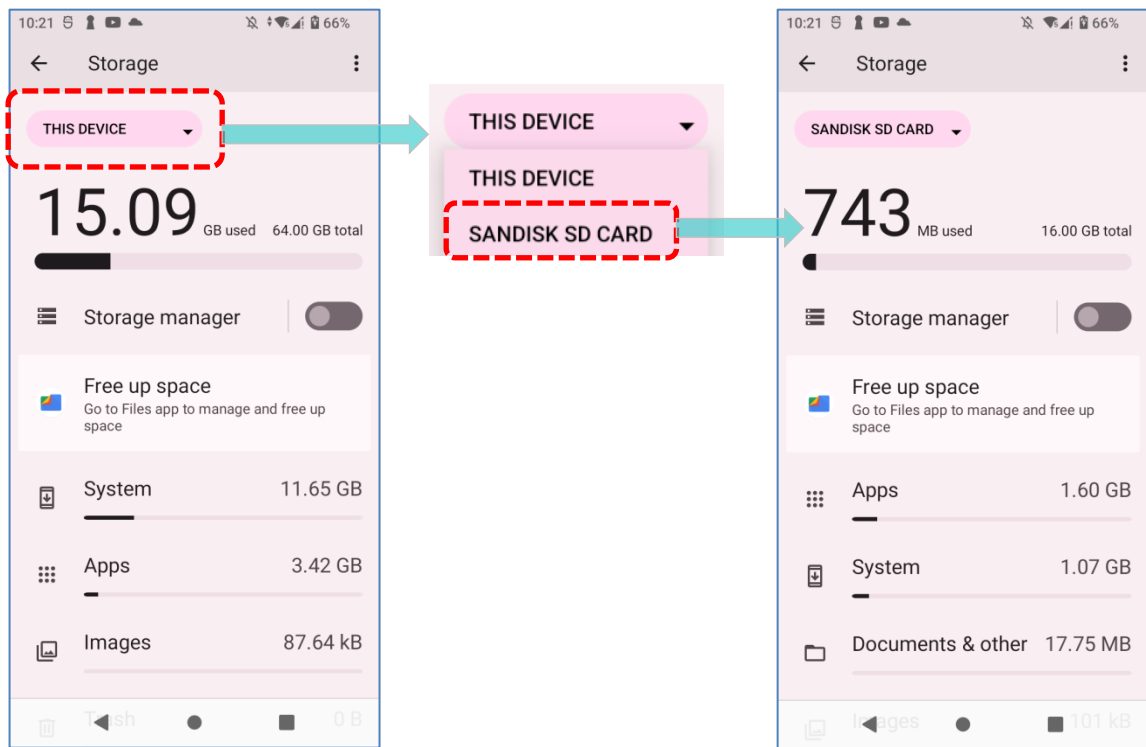 10:21
66%
Storage
THIS DEVICE
15.09 GB used 64.00 GB total
Storage manager
Free up space
Go to Files app to manage and free up
space
System 11.65 GB
Apps 3.42 GB
Images 87.64 kB
Trash 0 B
THIS DEVICE
THIS DEVICE
SANDISK SD CARD
10:21
66%
Storage
SANDISK SD CARD
743 MB used 16.00 GB total
Storage manager
Free up space
Go to Files app to manage and free up
space
Apps 1.60 GB
System 1.07 GB
Documents & other 17.75 MB
Images 101 kB